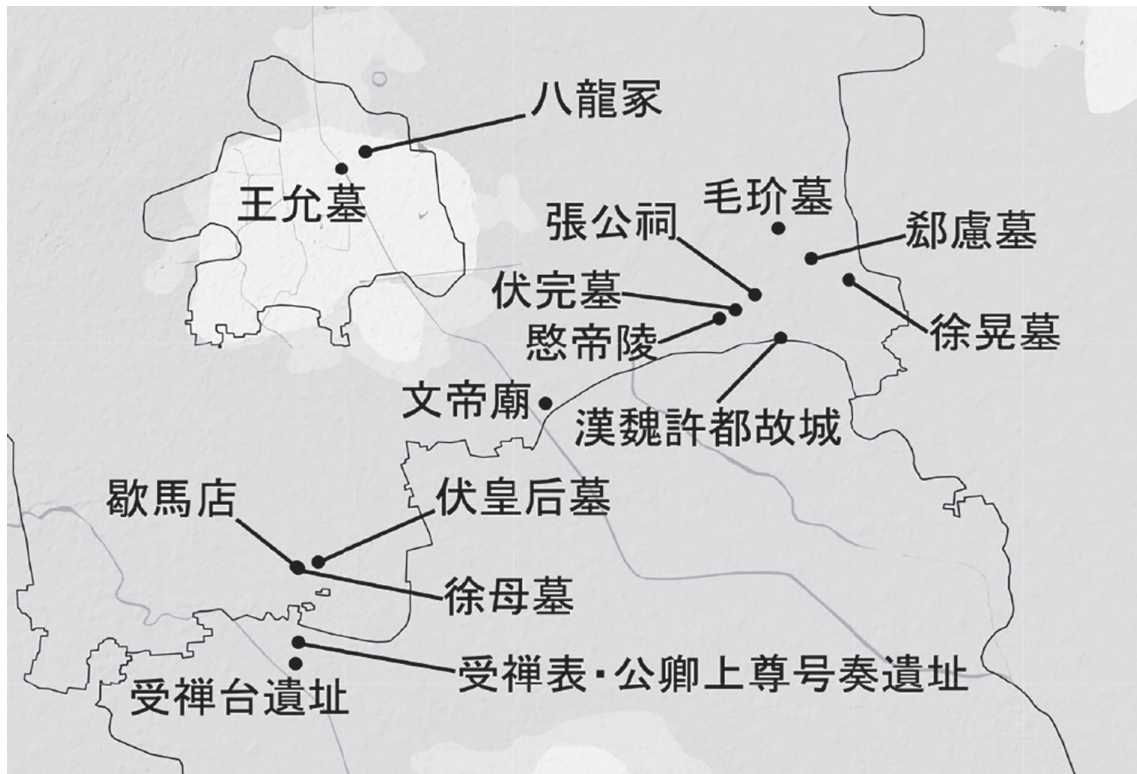 八龍冢
王允墓
毛玠墓
張公祠
郄慮墓
伏完墓
徐晃墓
愍帝陵
文帝廟
漢魏許都故城
歇馬店
伏皇后墓
徐母墓
受禅表・公卿上尊号奏遺址
受禅台遺址